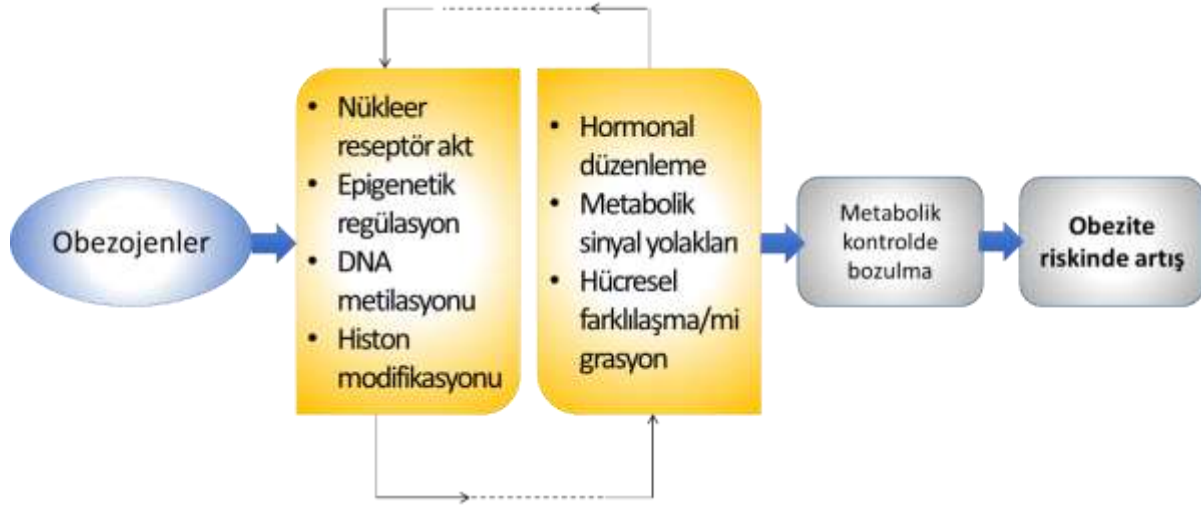 Obezojenler
• Nükleer
reseptör akt
• Epigenetik
regülasyon
• DNA
metilasyonu
• Histon
modifikasyonu
• Hormonal
düzenleme
• Metabolik
sinyal yolakları
• Hücresel
farklılaşma/mi
grasyon
Metabolik
kontrolde
bozulma
Obezite
riskinde artış